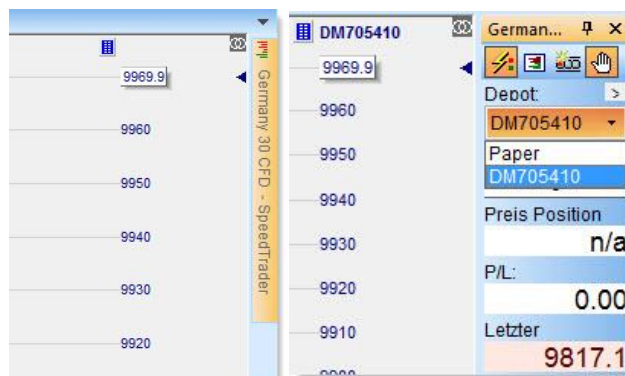 9969.9
9960
9950
9940
9930
9920
Germany 30 CFD - SpeedTrader
DM705410
9969.9
9960
9950
9940
9930
9920
9910
German...
Depot:
DM705410
Paper
DM705410
Preis Position
n/a
P/L:
0.00
Letzter
9817.1